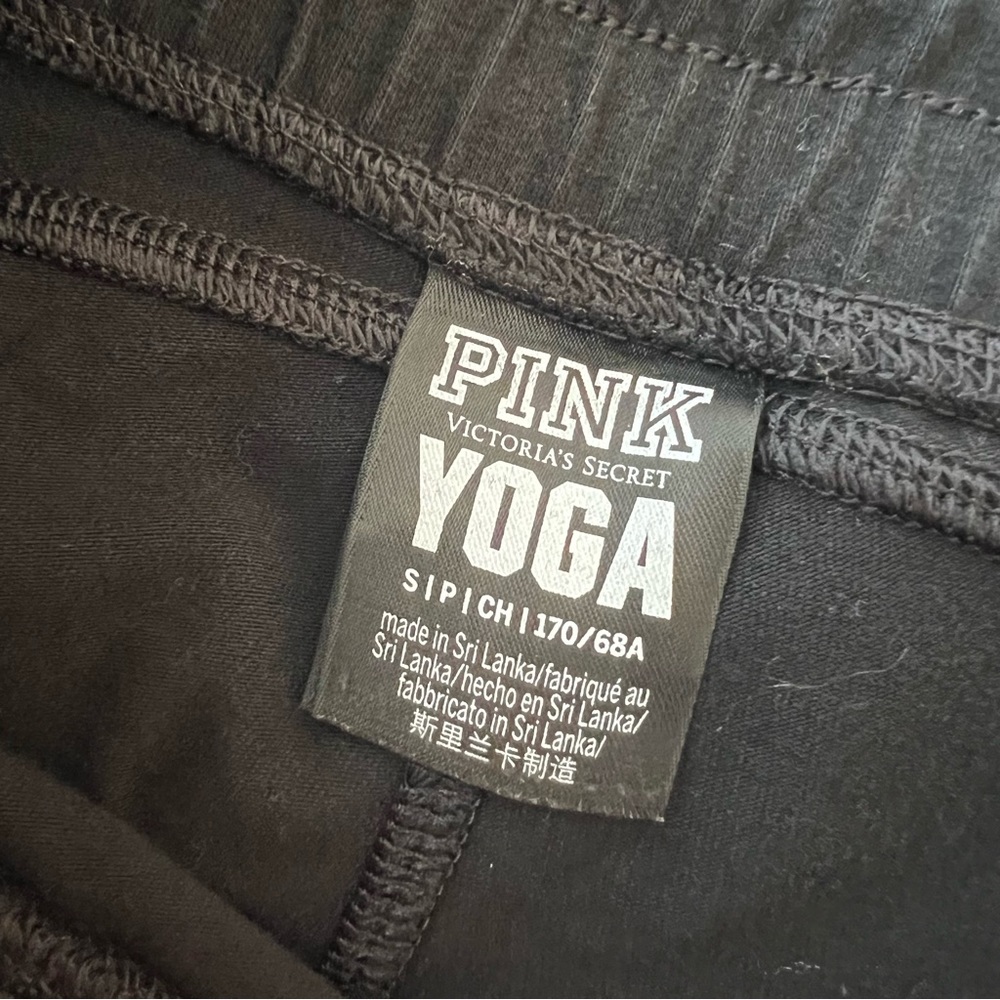 PINK
VICTORIA'S SECRET
YOGA
S | P | CH | 170/68A
made in Sri Lanka/fabriqué au
Sri Lanka/hecho en Sri Lanka/
fabbricato in Sri Lanka/
斯里兰卡制造